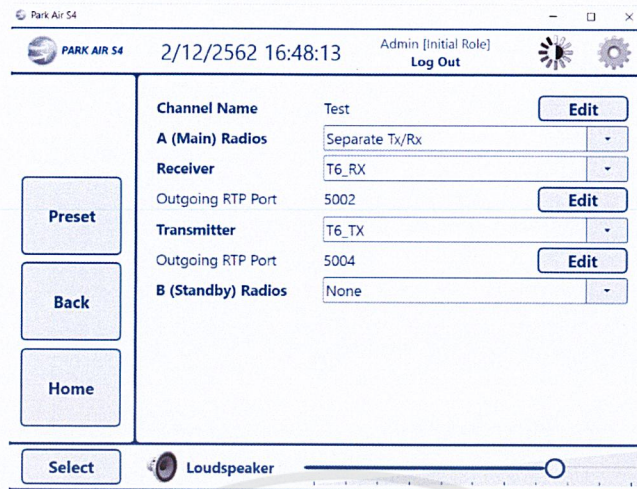 Park Air S4
PARK AIR S4
2/12/2562 16:48:13
Admin [Initial Role]
Log Out
Channel Name Test Edit
A (Main) Radios Separate Tx/Rx
Receiver T6_RX
Outgoing RTP Port 5002 Edit
Transmitter T6_TX
Outgoing RTP Port 5004 Edit
B (Standby) Radios None
Preset
Back
Home
Select
Loudspeaker